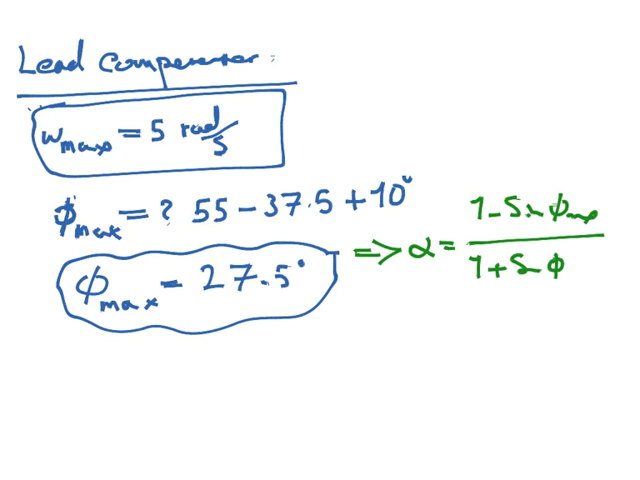 Lead Compensator:
ωmax = 5 rad/s
ϕmax = ? 55 - 37.5 + 10°
ϕmax = 27.5°
=> α = (1 - Sin ϕmax) / (1 + Sin ϕ)